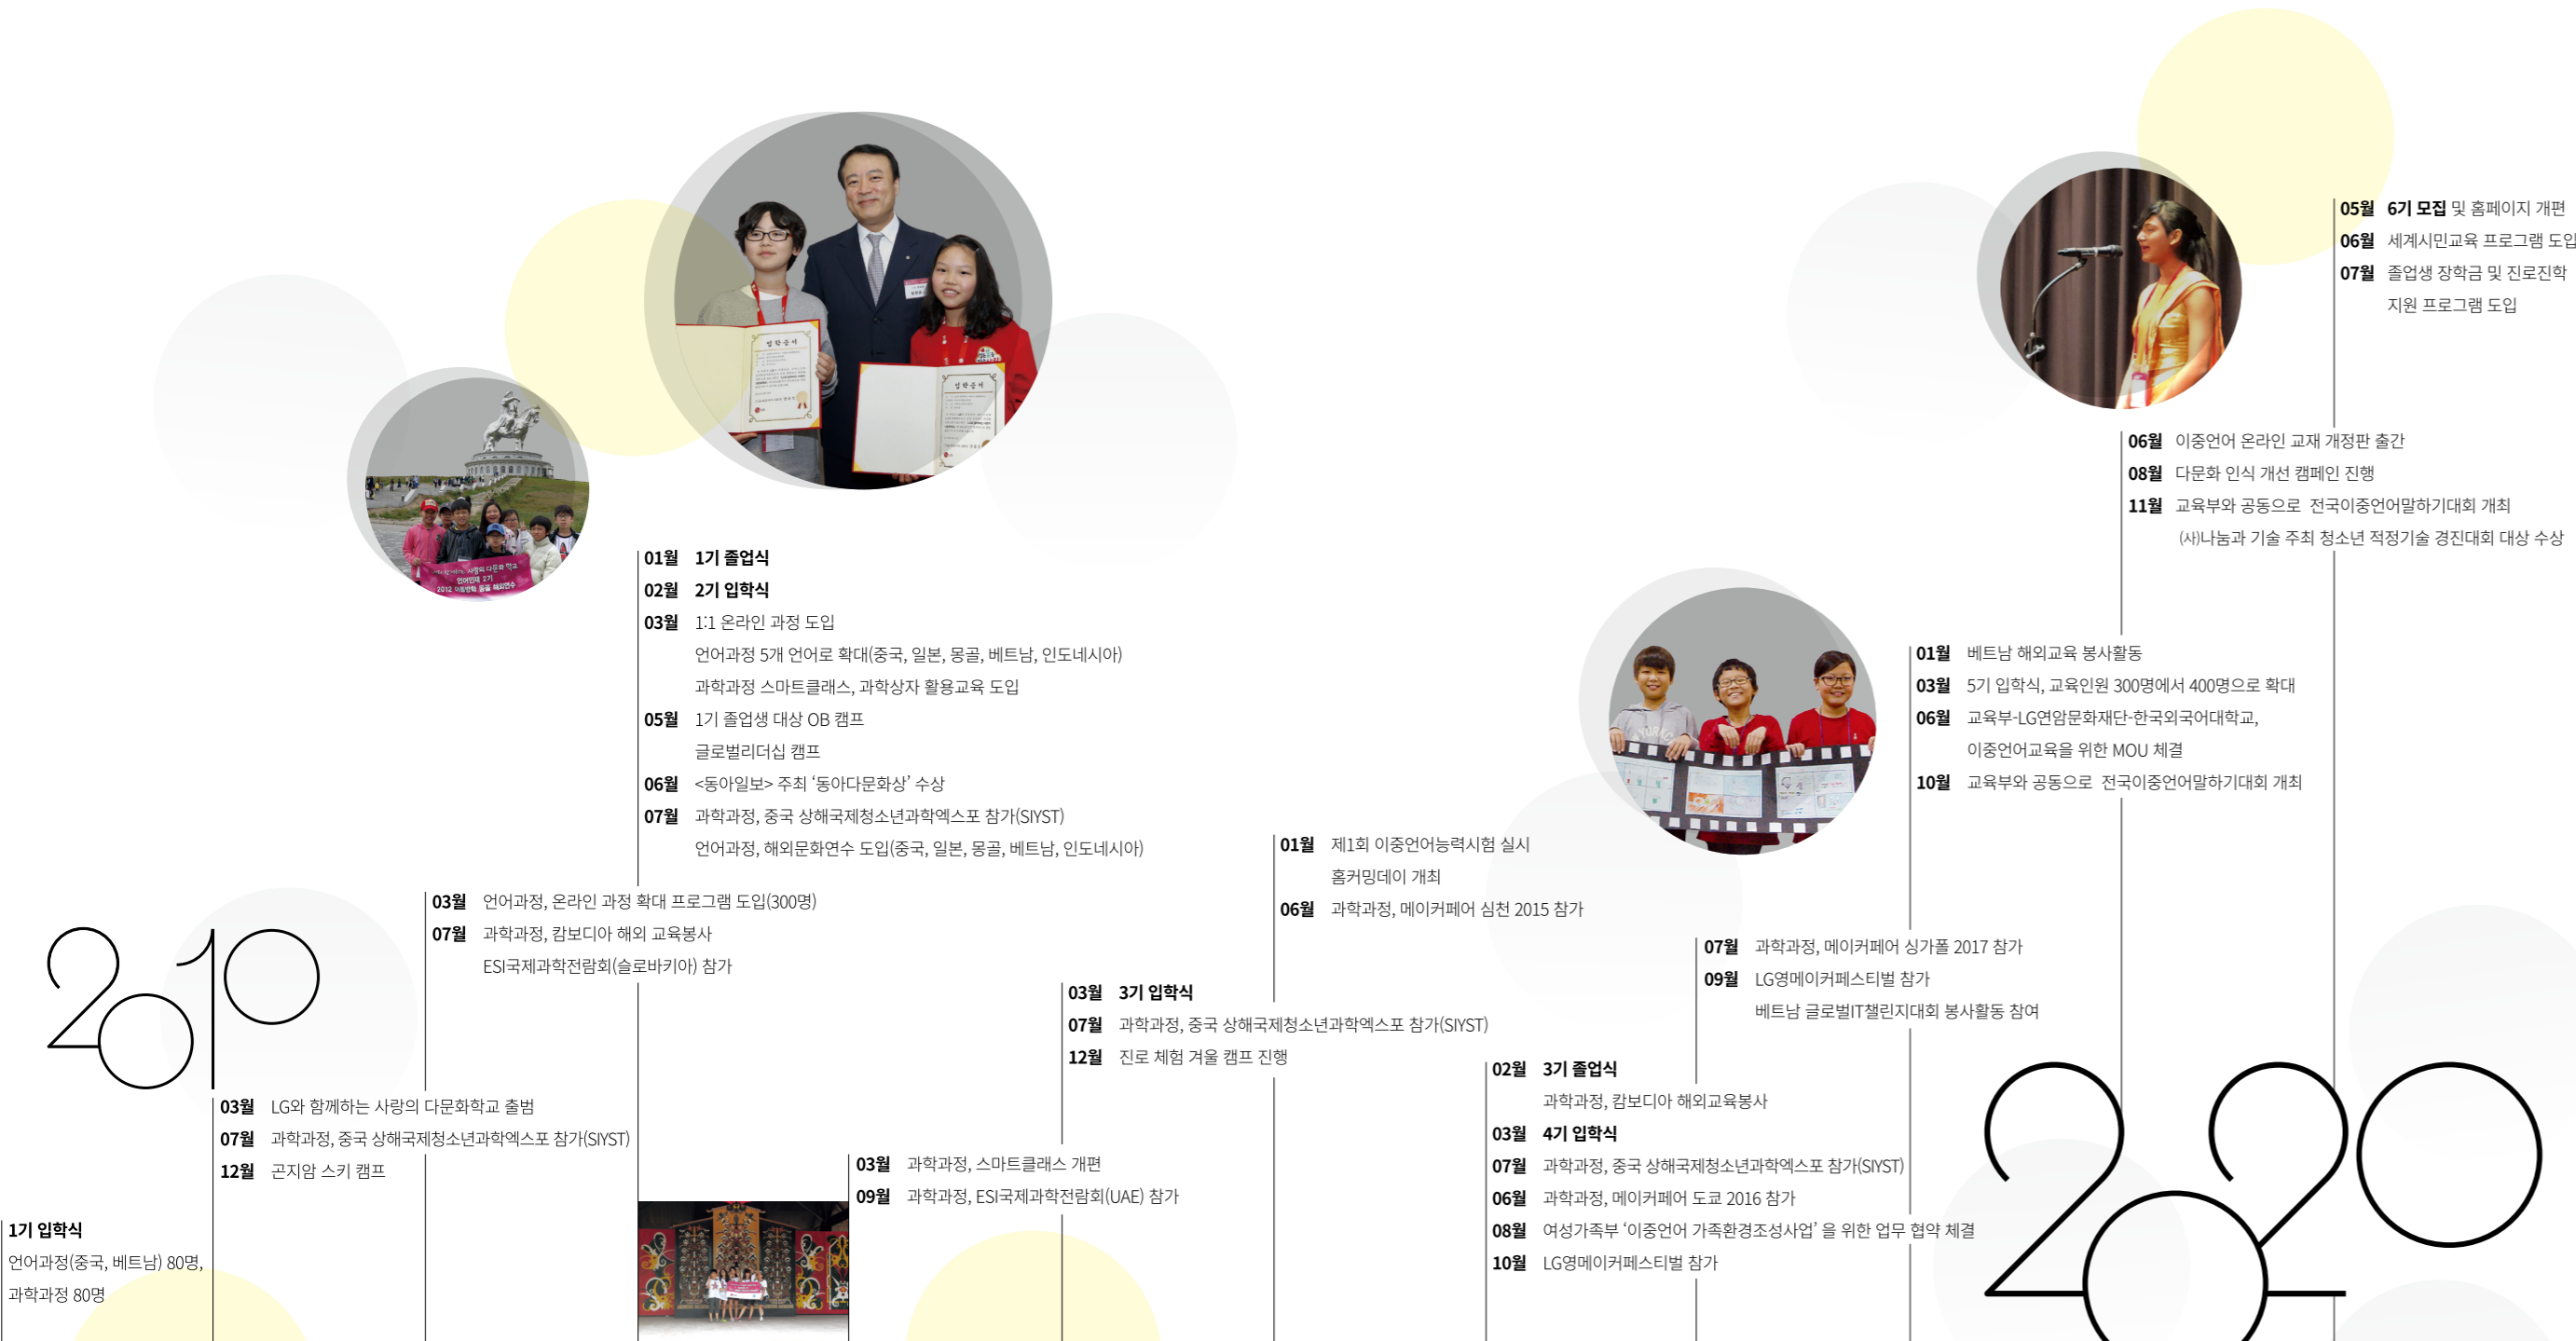 2010
1기 입학식
언어과정(중국, 베트남) 80명,
과학과정 80명
03월 LG와 함께하는 사랑의 다문화학교 출범
07월 과학과정, 중국 상해국제청소년과학엑스포 참가(SIYST)
12월 곤지암 스키 캠프
03월 언어과정, 온라인 과정 확대 프로그램 도입(300명)
07월 과학과정, 캄보디아 해외 교육봉사
ESI국제과학전람회(슬로바키아) 참가
01월 1기 졸업식
02월 2기 입학식
03월 1:1 온라인 과정 도입
언어과정 5개 언어로 확대(중국, 일본, 몽골, 베트남, 인도네시아)
과학과정 스마트클래스, 과학상자 활용교육 도입
05월 1기 졸업생 대상 OB 캠프
글로벌리더십 캠프
06월 <동아일보> 주최 ‘동아다문화상’ 수상
07월 과학과정, 중국 상해국제청소년과학엑스포 참가(SIYST)
언어과정, 해외문화연수 도입(중국, 일본, 몽골, 베트남, 인도네시아)
03월 과학과정, 스마트클래스 개편
09월 과학과정, ESI국제과학전람회(UAE) 참가
03월 3기 입학식
07월 과학과정, 중국 상해국제청소년과학엑스포 참가(SIYST)
12월 진로 체험 겨울 캠프 진행
01월 제1회 이중언어능력시험 실시
홈커밍데이 개최
06월 과학과정, 메이커페어 심천 2015 참가
02월 3기 졸업식
과학과정, 캄보디아 해외교육봉사
03월 4기 입학식
07월 과학과정, 중국 상해국제청소년과학엑스포 참가(SIYST)
06월 과학과정, 메이커페어 도쿄 2016 참가
08월 여성가족부 ‘이중언어 가족환경조성사업’ 을 위한 업무 협약 체결
10월 LG영메이커페스티벌 참가
07월 과학과정, 메이커페어 싱가폴 2017 참가
09월 LG영메이커페스티벌 참가
베트남 글로벌IT챌린지대회 봉사활동 참여
01월 베트남 해외교육 봉사활동
03월 5기 입학식, 교육인원 300명에서 400명으로 확대
06월 교육부-LG연암문화재단-한국외국어대학교,
이중언어교육을 위한 MOU 체결
10월 교육부와 공동으로 전국이중언어말하기대회 개최
06월 이중언어 온라인 교재 개정판 출간
08월 다문화 인식 개선 캠페인 진행
11월 교육부와 공동으로 전국이중언어말하기대회 개최
(사)나눔과 기술 주최 청소년 적정기술 경진대회 대상 수상
05월 6기 모집 및 홈페이지 개편
06월 세계시민교육 프로그램 도입
07월 졸업생 장학금 및 진로진학
지원 프로그램 도입
2020
사랑의 다문화 학교
언어인재 2기
2012 여름방학 몽골 해외연수
입학증서
입학증서